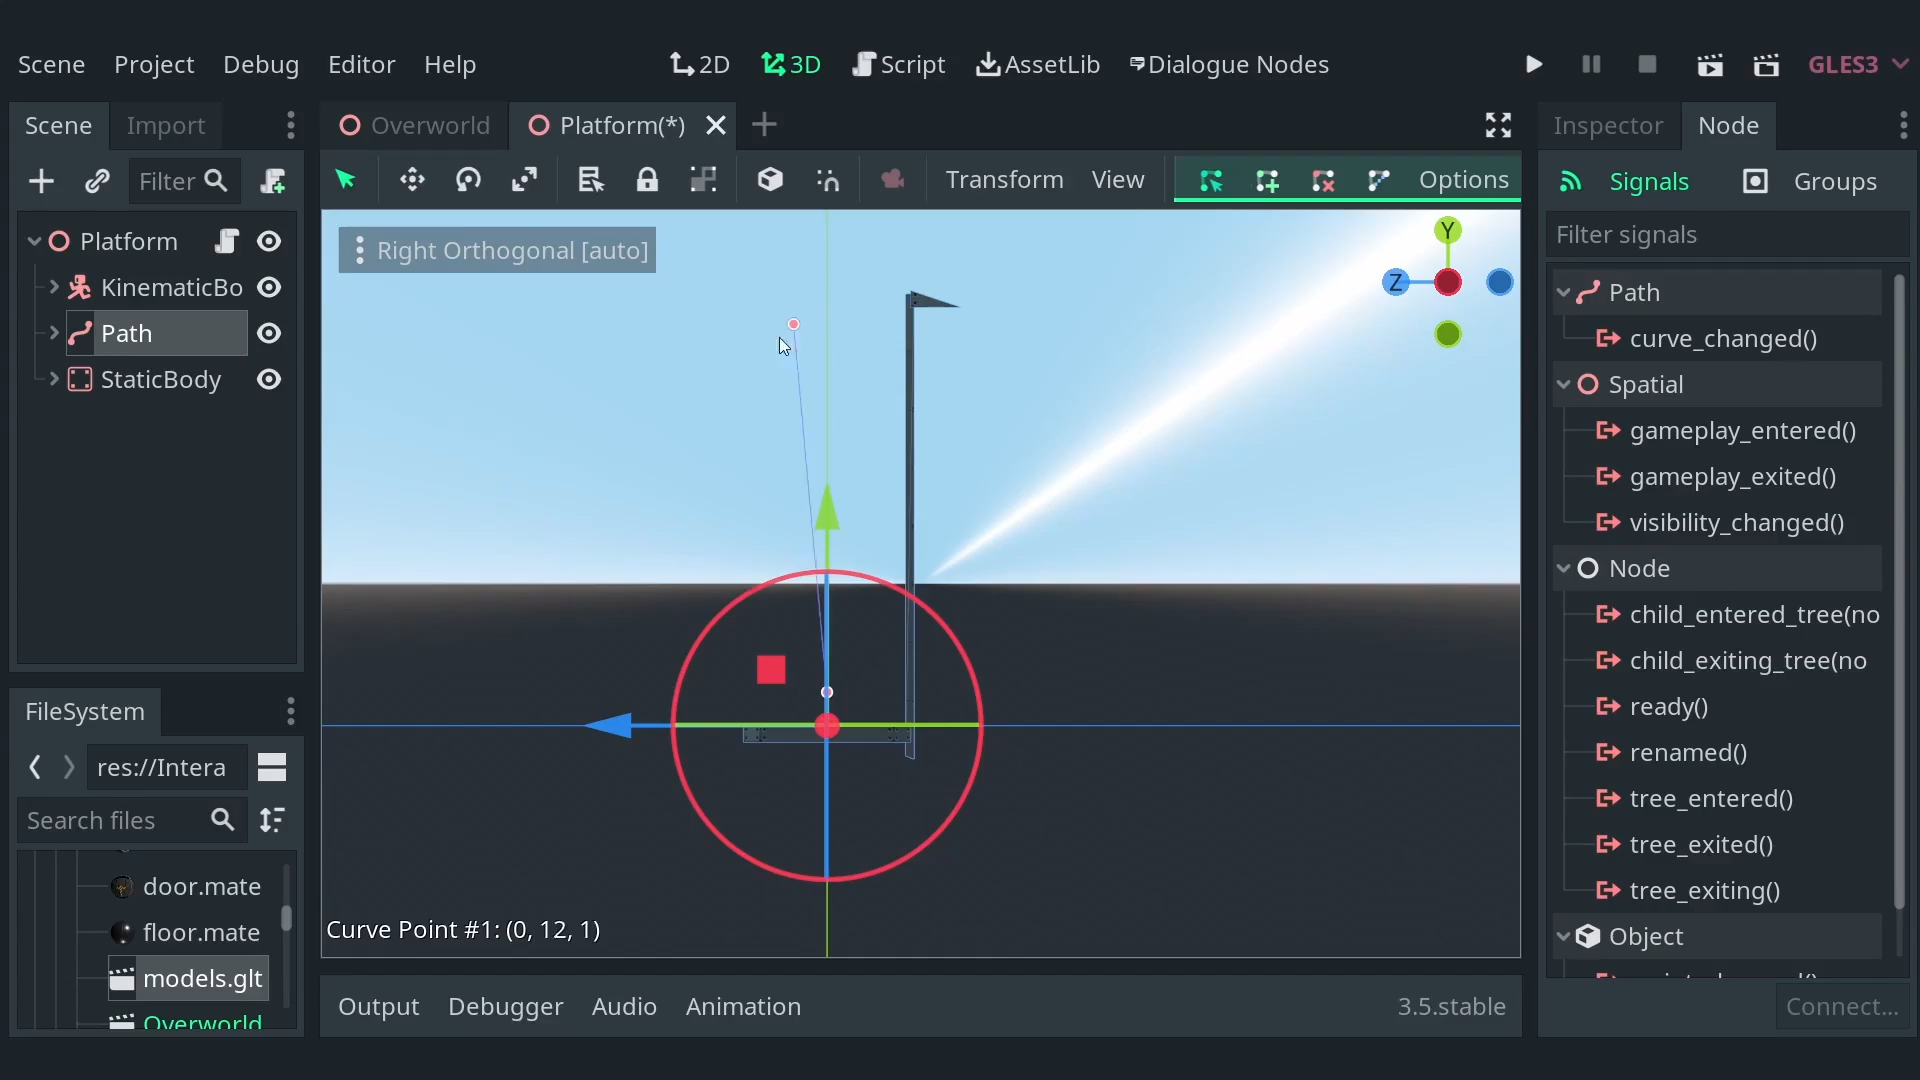 Scene Project Debug Editor Help 2D 3D Script AssetLib Dialogue Nodes GLES3
Scene Import
Overworld Platform(*)
Inspector Node
Filter
Transform View Options
Signals Groups
Platform
KinematicBo
Path
StaticBody
Right Orthogonal [auto]
Y
Z
Curve Point #1: (0, 12, 1)
Filter signals
Path
curve_changed()
Spatial
gameplay_entered()
gameplay_exited()
visibility_changed()
Node
child_entered_tree(no
child_exiting_tree(no
ready()
renamed()
tree_entered()
tree_exited()
tree_exiting()
Object
Connect...
FileSystem
res://Intera
Search files
door.mate
floor.mate
models.glt
Overworld
Output Debugger Audio Animation 3.5.stable